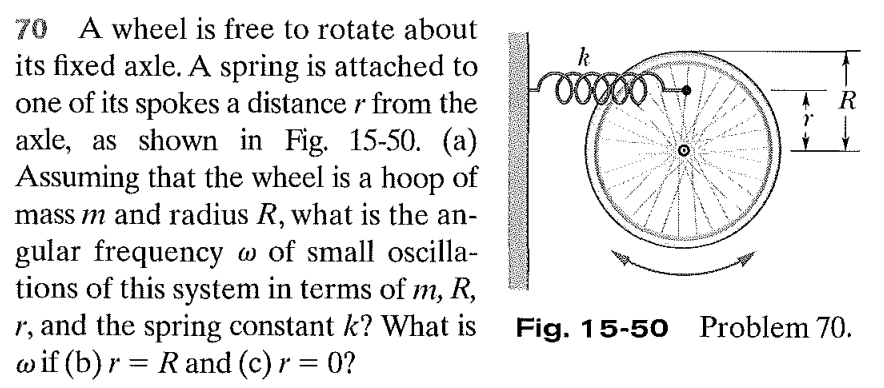 70 A wheel is free to rotate about
its fixed axle. A spring is attached to
one of its spokes a distance r from the
axle, as shown in Fig. 15-50. (a)
Assuming that the wheel is a hoop of
mass m and radius R, what is the an-
gular frequency ω of small oscilla-
tions of this system in terms of m, R,
r, and the spring constant k? What is
ω if (b) r = R and (c) r = 0?
k
R
r
Fig. 15-50 Problem 70.